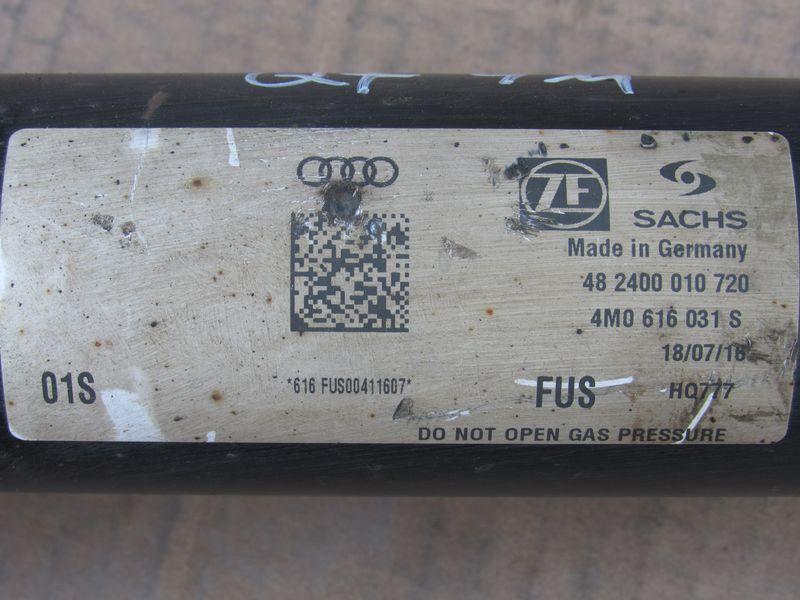 ZF
SACHS
Made in Germany
48 2400 010 720
4M0 616 031 S
18/07/16
01S
*616 FUS00411607*
FUS
HQ777
DO NOT OPEN GAS PRESSURE